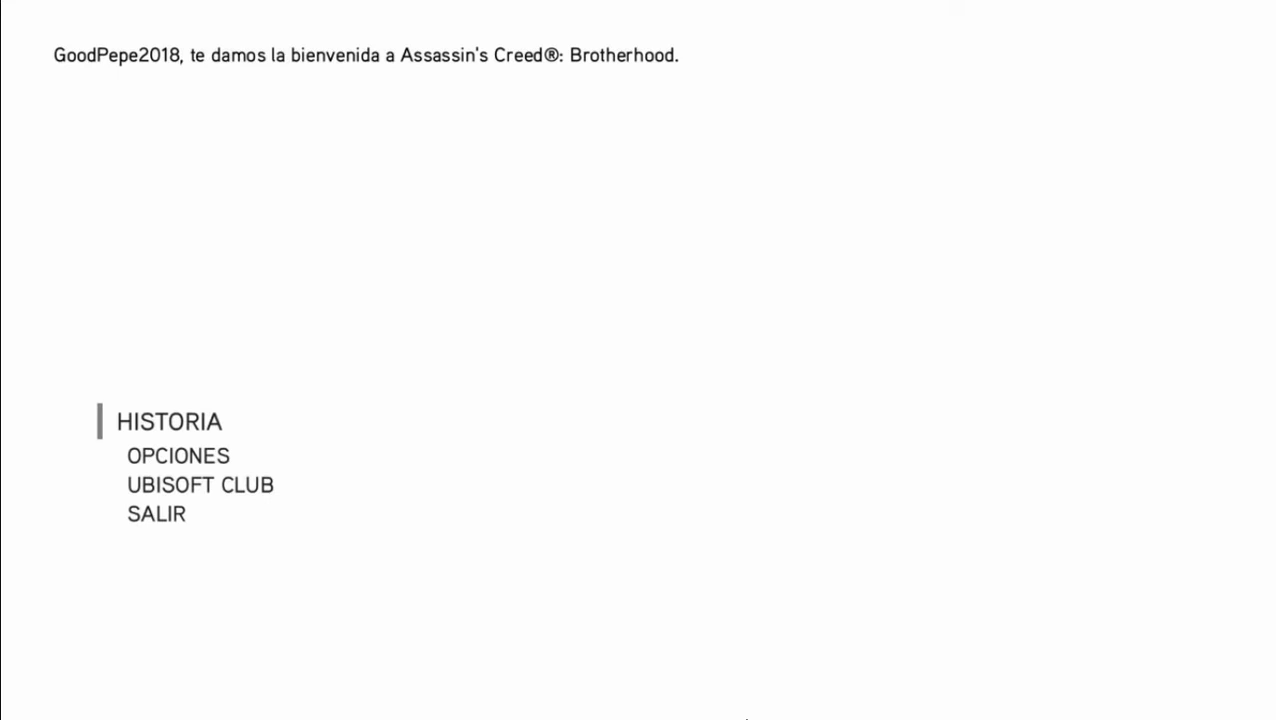 GoodPepe2018, te damos la bienvenida a Assassin's Creed®: Brotherhood.
HISTORIA
OPCIONES
UBISOFT CLUB
SALIR